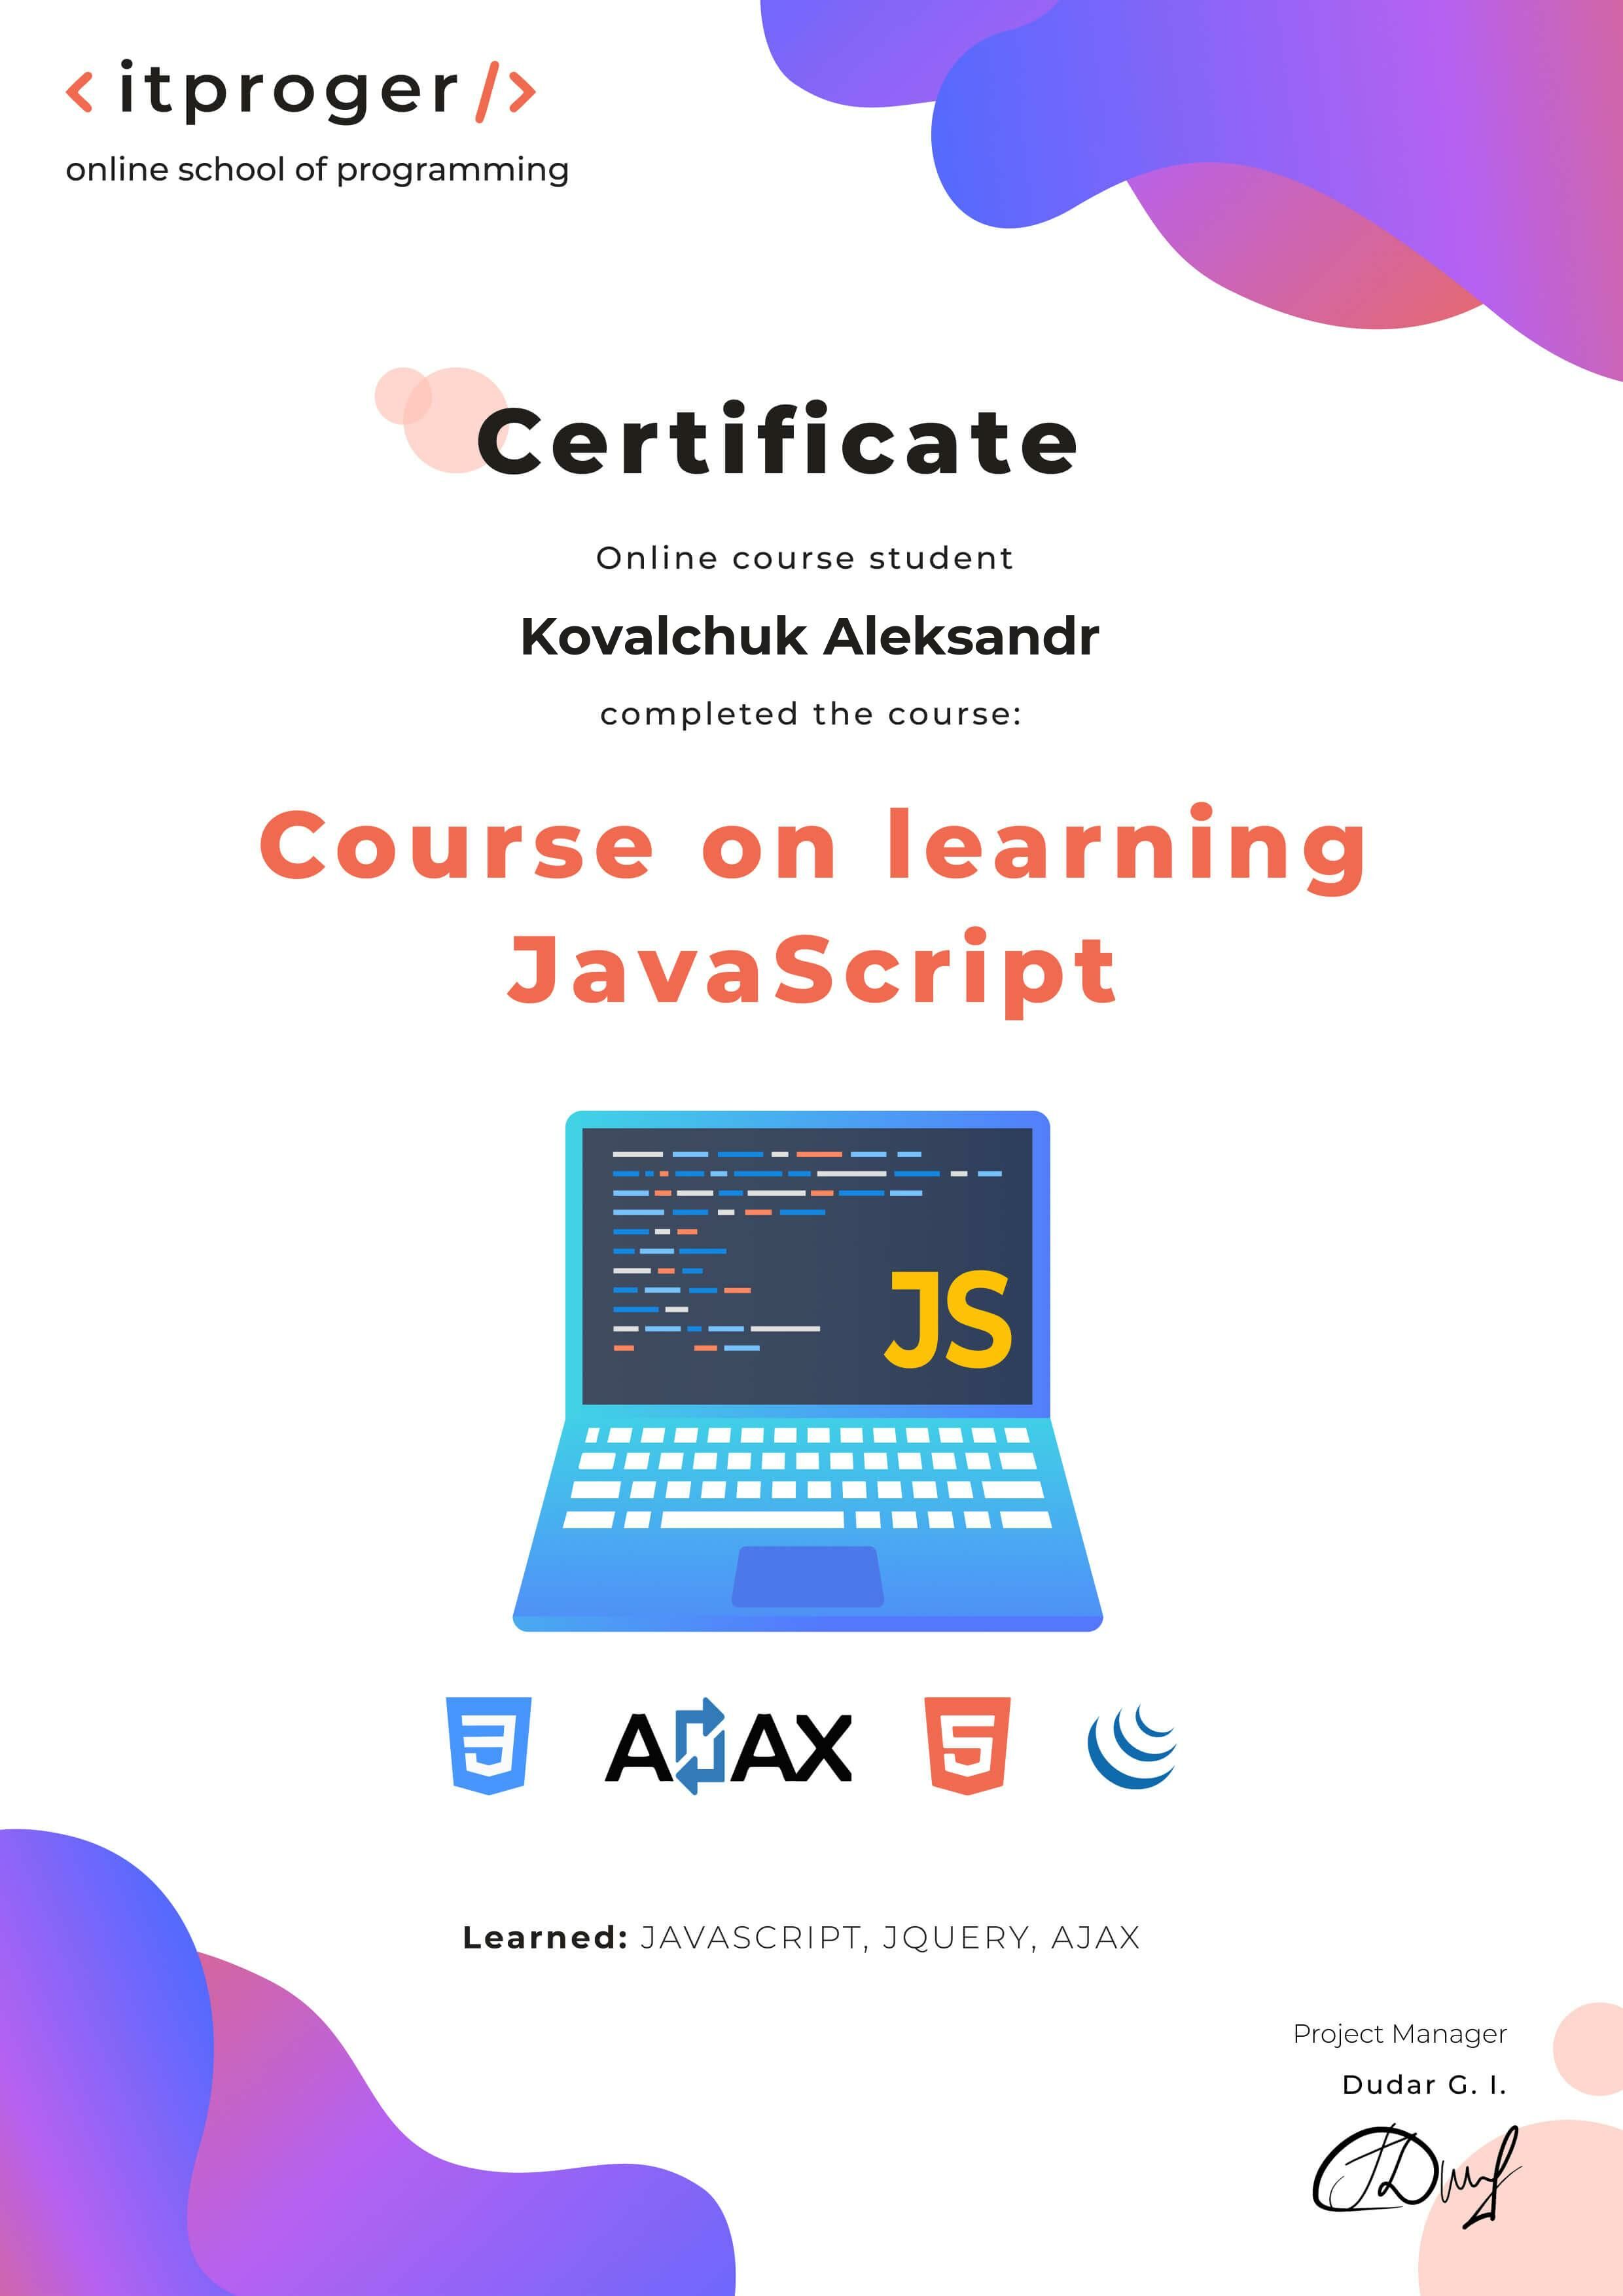 < itproger />
online school of programming
Certificate
Online course student
Kovalchuk Aleksandr
completed the course:
Course on learning
JavaScript
JS
AJAX
Learned: JAVASCRIPT, JQUERY, AJAX
Project Manager
Dudar G. I.